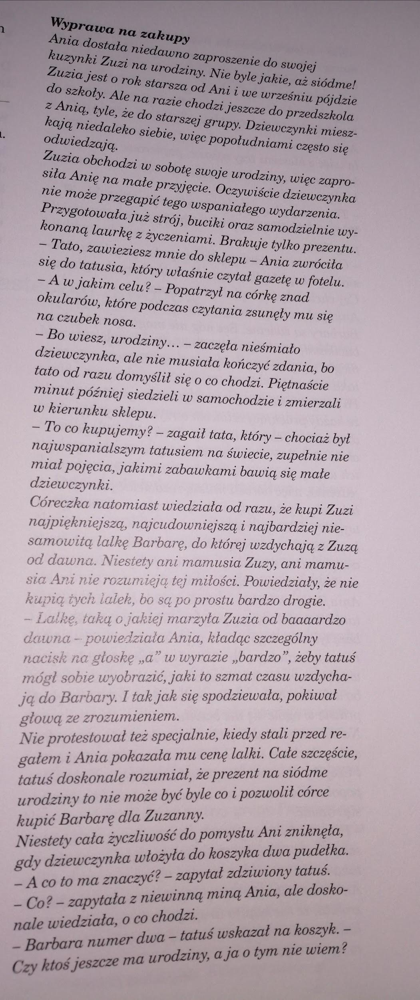 Wyprawa na zakupy
Ania dostała niedawno zaproszenie do swojej
kuzynki Zuzi na urodziny. Nie byle jakie, aż siódme!
Zuzia jest o rok starsza od Ani i we wrześniu pójdzie
do szkoły. Ale na razie chodzi jeszcze do przedszkola
z Anią, tyle, że do starszej grupy. Dziewczynki miesz-
kają niedaleko siebie, więc popołudniami często się
odwiedzają.
Zuzia obchodzi w sobotę swoje urodziny, więc zapro-
siła Anię na małe przyjęcie. Oczywiście dziewczynka
nie może przegapić tego wspaniałego wydarzenia.
Przygotowała już strój, buciki oraz samodzielnie wy-
konaną laurkę z życzeniami. Brakuje tylko prezentu.
– Tato, zawieziesz mnie do sklepu – Ania zwróciła
się do tatusia, który właśnie czytał gazetę w fotelu.
– A w jakim celu? – Popatrzył na córkę znad
okularów, które podczas czytania zsunęły mu się
na czubek nosa.
– Bo wiesz, urodziny... – zaczęła nieśmiało
dziewczynka, ale nie musiała kończyć zdania, bo
tato od razu domyślił się o co chodzi. Piętnaście
minut później siedzieli w samochodzie i zmierzali
w kierunku sklepu.
– To co kupujemy? – zagaił tata, który – chociaż był
najwspanialszym tatusiem na świecie, zupełnie nie
miał pojęcia, jakimi zabawkami bawią się małe
dziewczynki.
Córeczka natomiast wiedziała od razu, że kupi Zuzi
najpiękniejszą, najcudowniejszą i najbardziej nie-
samowitą lalkę Barbarę, do której wzdychają z Zuzą
od dawna. Niestety ani mamusia Zuzy, ani mamu-
sia Ani nie rozumieją tej miłości. Powiedziały, że nie
kupią tych lalek, bo są po prostu bardzo drogie.
– Lalkę, taką o jakiej marzyła Zuzia od baaaardzo
dawna – powiedziała Ania, kładąc szczególny
nacisk na głoskę „a” w wyrazie „bardzo”, żeby tatuś
mógł sobie wyobrazić, jaki to szmat czasu wzdycha-
ją do Barbary. I tak jak się spodziewała, pokiwał
głową ze zrozumieniem.
Nie protestował też specjalnie, kiedy stali przed re-
gałem i Ania pokazała mu cenę lalki. Całe szczęście,
tatuś doskonale rozumiał, że prezent na siódme
urodziny to nie może być byle co i pozwolił córce
kupić Barbarę dla Zuzanny.
Niestety cała życzliwość do pomysłu Ani zniknęła,
gdy dziewczynka włożyła do koszyka dwa pudełka.
– A co to ma znaczyć? – zapytał zdziwiony tatuś.
– Co? – zapytała z niewinną miną Ania, ale dosko-
nale wiedziała, o co chodzi.
– Barbara numer dwa – tatuś wskazał na koszyk. –
Czy ktoś jeszcze ma urodziny, a ja o tym nie wiem?